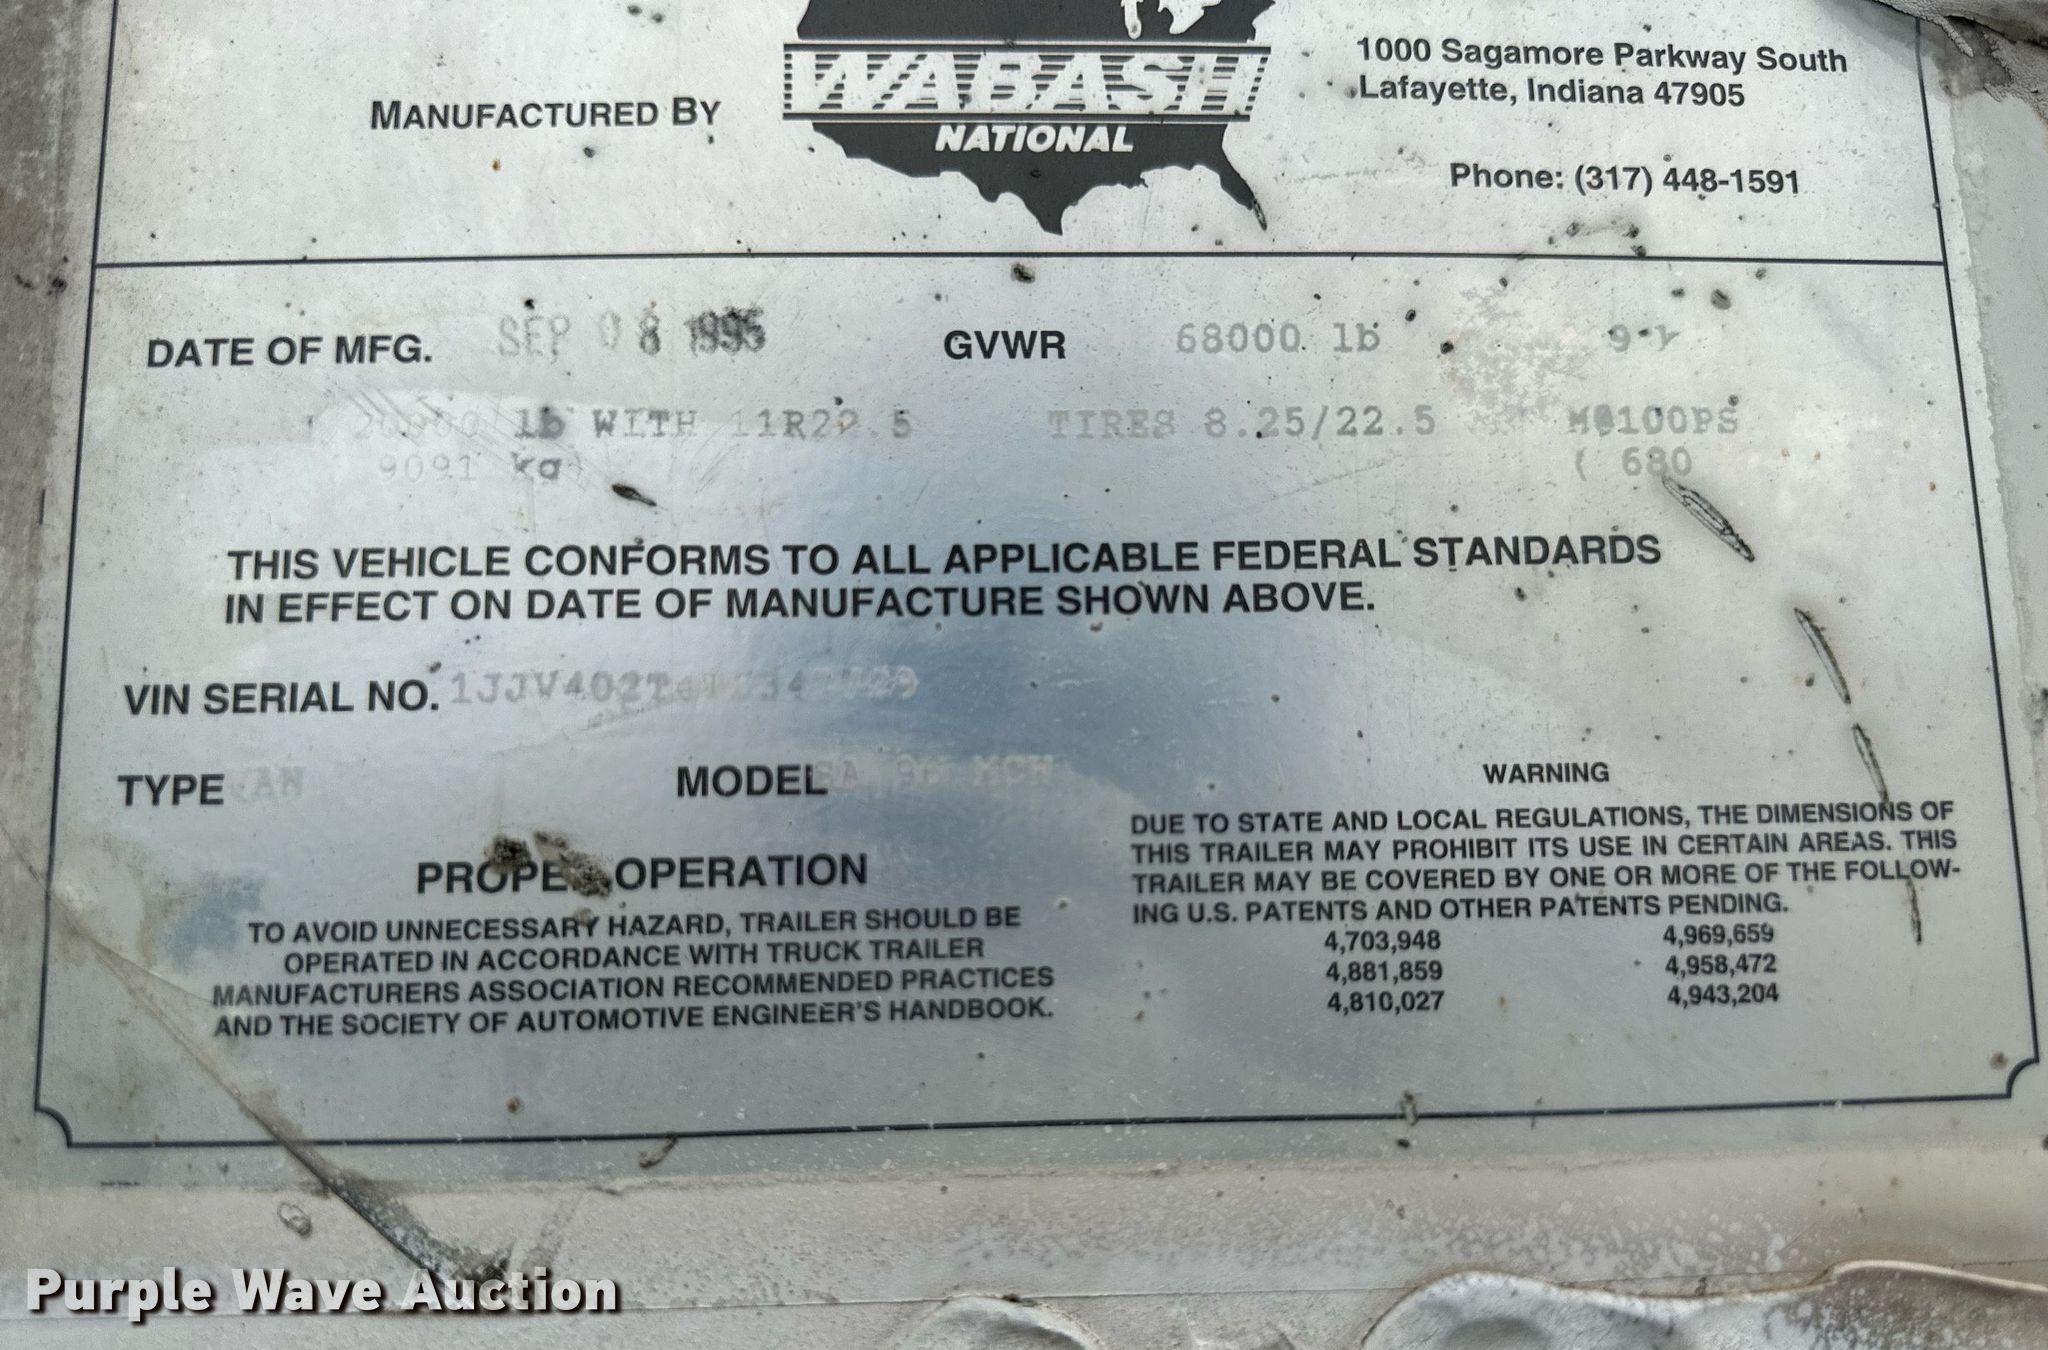 MANUFACTURED BY
WABASH
NATIONAL
1000 Sagamore Parkway South
Lafayette, Indiana 47905
Phone: (317) 448-1591
DATE OF MFG. SEP 08 1995 GVWR 68000 lb
20000 lb WITH 11R22.5 TIRES 8.25/22.5
9091 kg) ( 680
THIS VEHICLE CONFORMS TO ALL APPLICABLE FEDERAL STANDARDS
IN EFFECT ON DATE OF MANUFACTURE SHOWN ABOVE.
VIN SERIAL NO.
TYPE MODEL
PROPER OPERATION
TO AVOID UNNECESSARY HAZARD, TRAILER SHOULD BE
OPERATED IN ACCORDANCE WITH TRUCK TRAILER
MANUFACTURERS ASSOCIATION RECOMMENDED PRACTICES
AND THE SOCIETY OF AUTOMOTIVE ENGINEER'S HANDBOOK.
WARNING
DUE TO STATE AND LOCAL REGULATIONS, THE DIMENSIONS OF
THIS TRAILER MAY PROHIBIT ITS USE IN CERTAIN AREAS. THIS
TRAILER MAY BE COVERED BY ONE OR MORE OF THE FOLLOW-
ING U.S. PATENTS AND OTHER PATENTS PENDING.
4,703,948 4,969,659
4,881,859 4,958,472
4,810,027 4,943,204
Purple Wave Auction